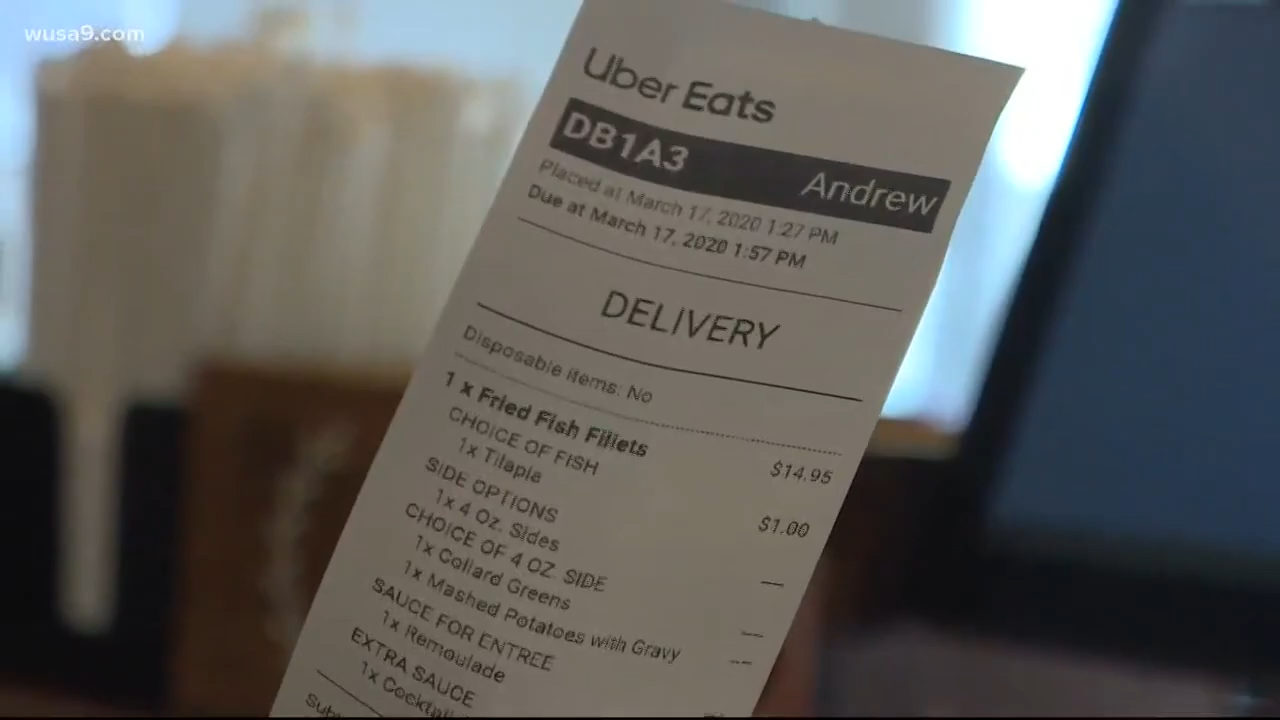 wusa9.com
Uber Eats
DB1A3 Andrew
Placed at March 17, 2020 1:27 PM
Due at March 17, 2020 1:57 PM
DELIVERY
Disposable items: No
1 x Fried Fish Fillets $14.95
CHOICE OF FISH
1x Tilapia $1.00
SIDE OPTIONS
1x 4 Oz. Sides —
CHOICE OF 4 OZ. SIDE
1x Collard Greens —
1x Mashed Potatoes with Gravy —
SAUCE FOR ENTREE
1x Remoulade
EXTRA SAUCE
1x